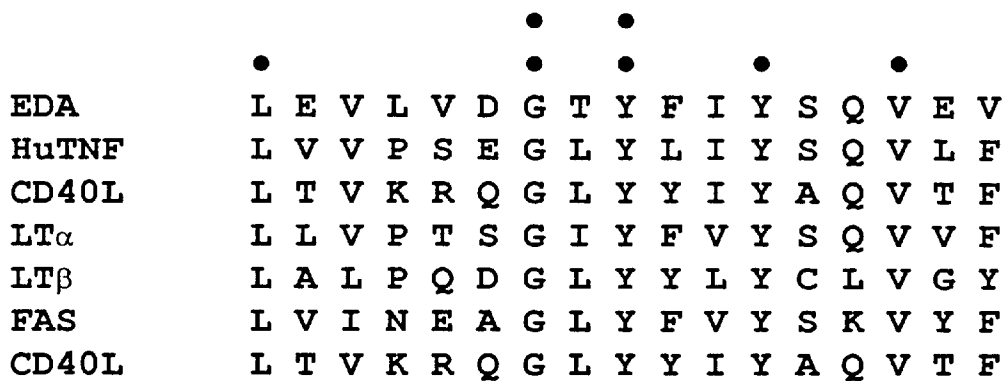 ● ●
● ● ● ● ●
EDA L E V L V D G T Y F I Y S Q V E V
HuTNF L V V P S E G L Y L I Y S Q V L F
CD40L L T V K R Q G L Y Y I Y A Q V T F
LTα L L V P T S G I Y F V Y S Q V V F
LTβ L A L P Q D G L Y Y L Y C L V G Y
FAS L V I N E A G L Y F V Y S K V Y F
CD40L L T V K R Q G L Y Y I Y A Q V T F